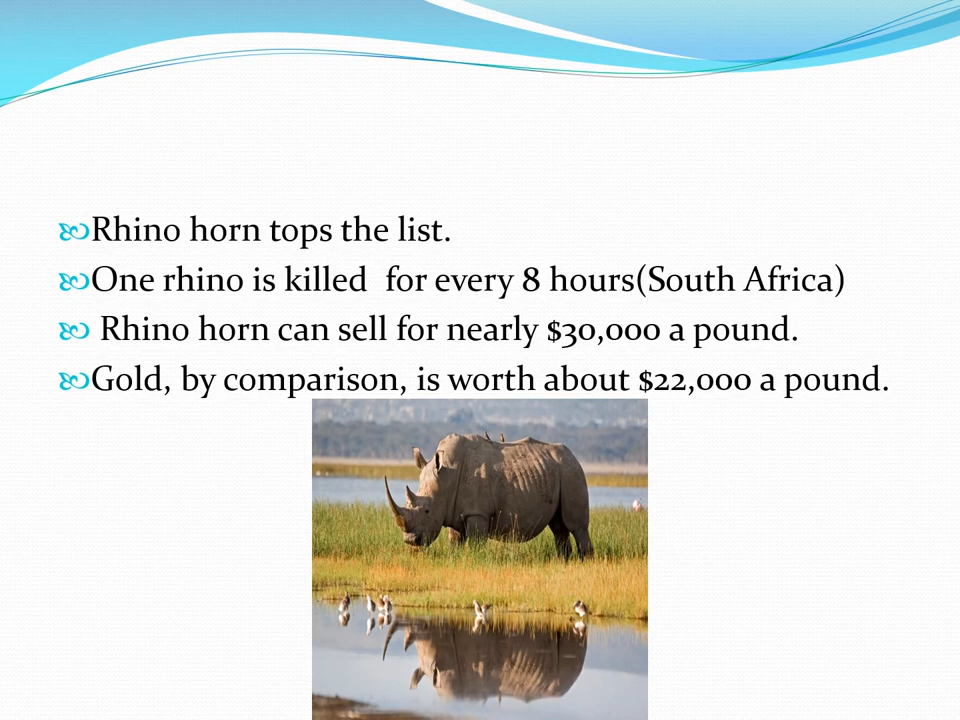 Rhino horn tops the list.
One rhino is killed  for every 8 hours(South Africa)
Rhino horn can sell for nearly $30,000 a pound.
Gold, by comparison, is worth about $22,000 a pound.